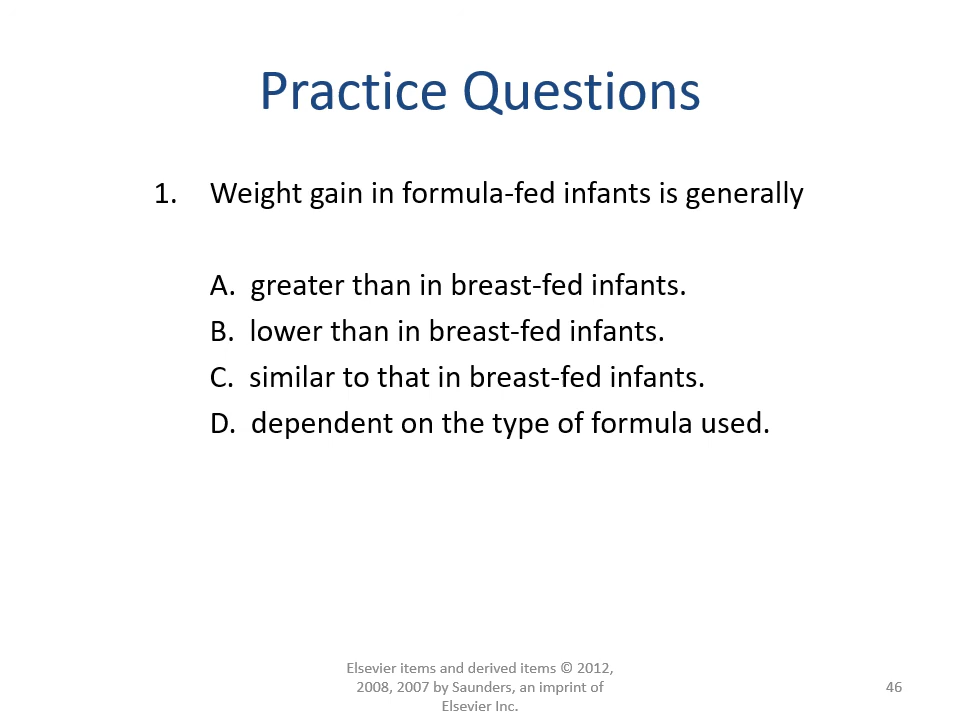 Practice Questions
1. Weight gain in formula-fed infants is generally
A. greater than in breast-fed infants.
B. lower than in breast-fed infants.
C. similar to that in breast-fed infants.
D. dependent on the type of formula used.
Elsevier items and derived items © 2012,
2008, 2007 by Saunders, an imprint of
Elsevier Inc.
46